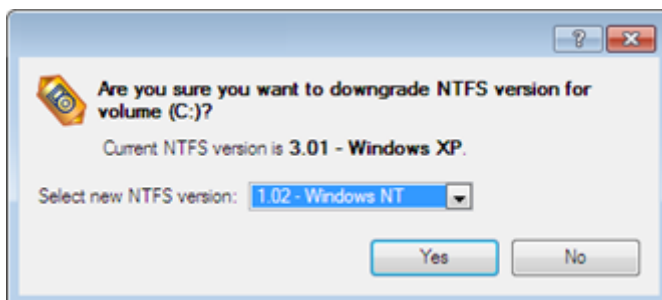 Are you sure you want to downgrade NTFS version for
volume (C:)?
Current NTFS version is 3.01 - Windows XP.
Select new NTFS version: 1.02 - Windows NT
Yes No